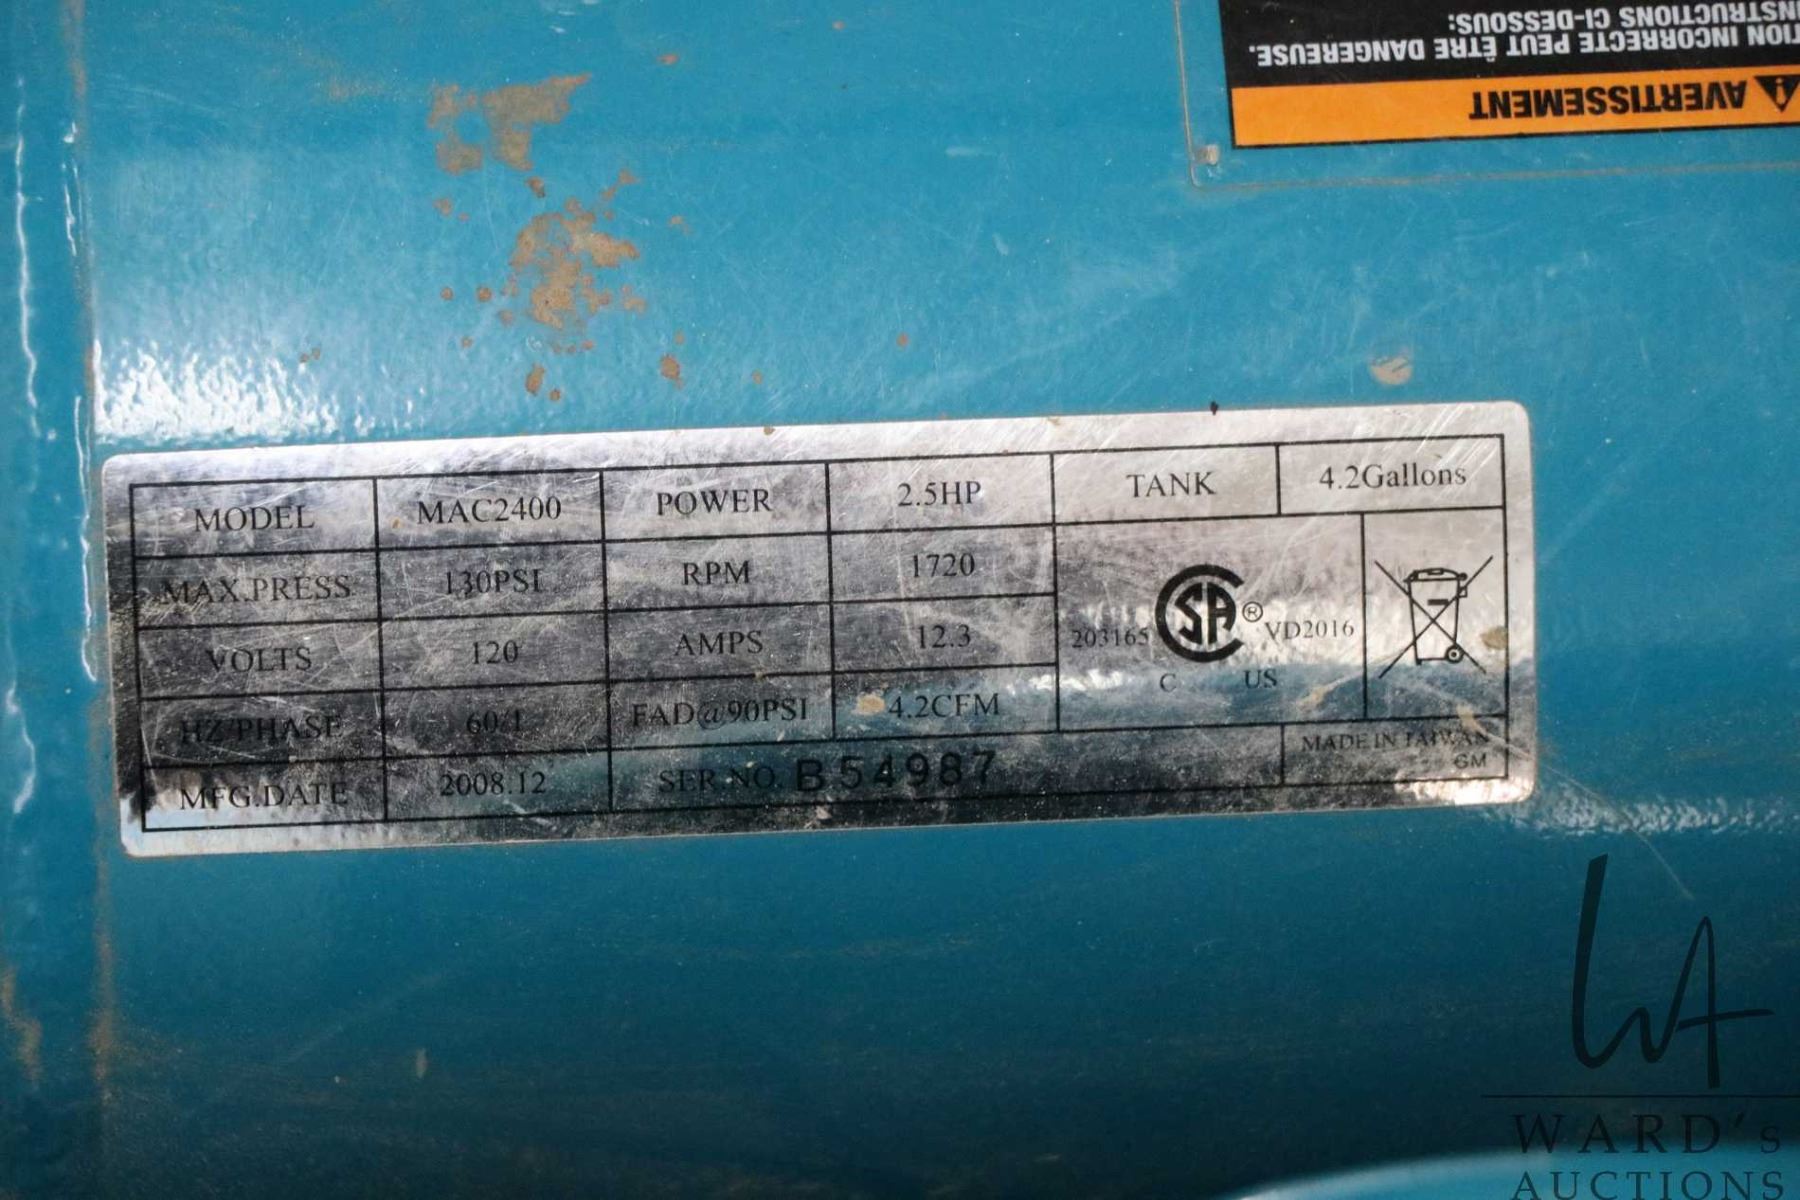 INSTRUCTIONS CI-DESSOUS:
INCORRECTE PEUT ÊTRE DANGEREUSE.
AVERTISSEMENT
MODEL MAC2400 POWER 2.5HP TANK 4.2Gallons
MAX.PRESS 130PSI RPM 1720
VOLTS 120 AMPS 12.3
203165 CSA ® VD2016
C US
HZ/PHASE 60/1 FAD@90PSI 4.2CFM
MFG.DATE 2008.12 SER.NO. B54987
MADE IN TAIWAN
GM
WA
WARD's
AUCTIONS